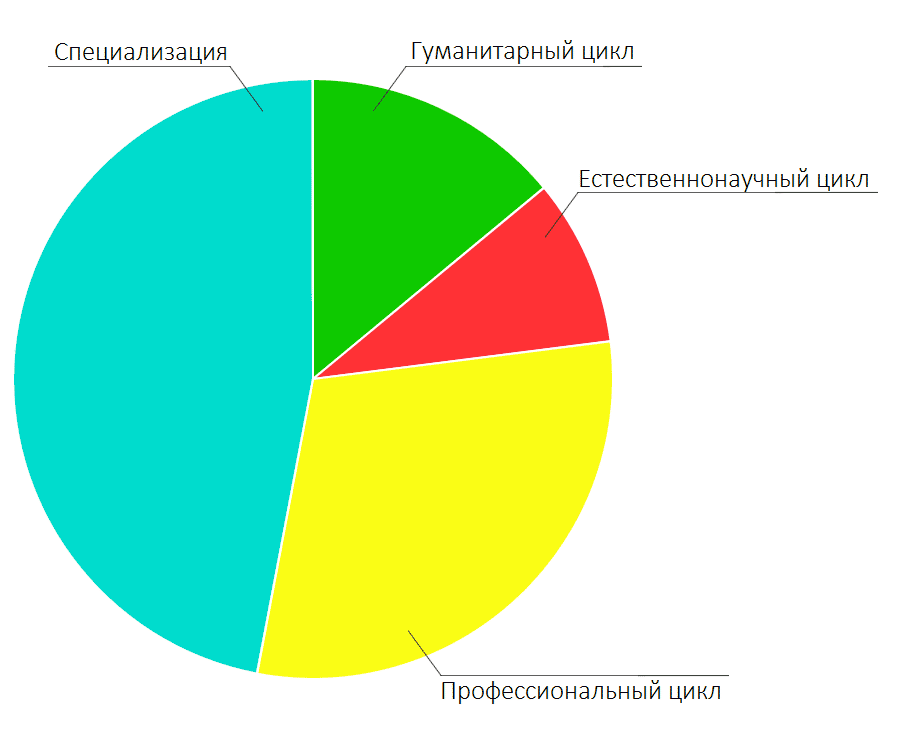 Специализация
Гуманитарный цикл
Естественнонаучный цикл
Профессиональный цикл